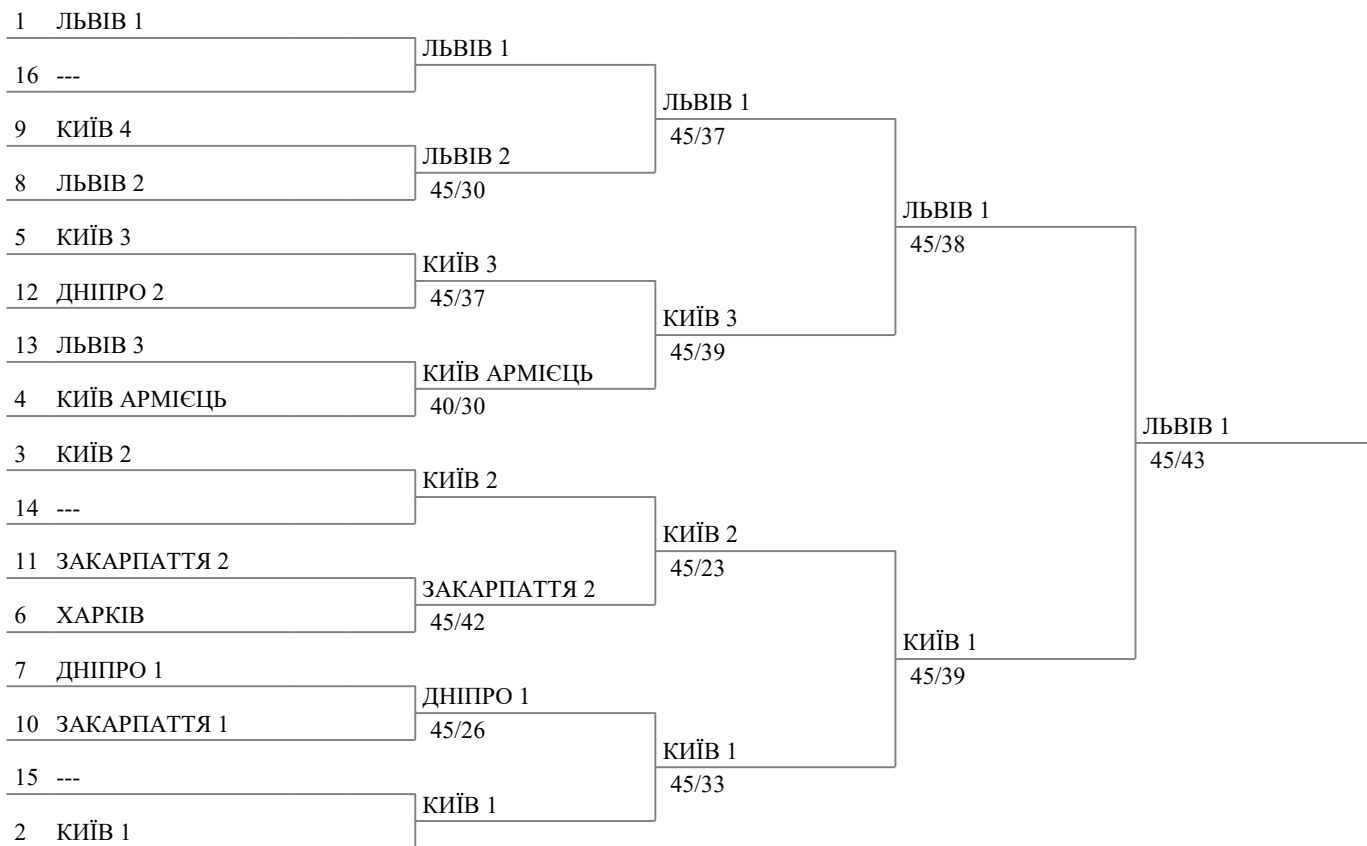 1 ЛЬВІВ 1
16 ---
9 КИЇВ 4
8 ЛЬВІВ 2
5 КИЇВ 3
12 ДНІПРО 2
13 ЛЬВІВ 3
4 КИЇВ АРМІЄЦЬ
3 КИЇВ 2
14 ---
11 ЗАКАРПАТТЯ 2
6 ХАРКІВ
7 ДНІПРО 1
10 ЗАКАРПАТТЯ 1
15 ---
2 КИЇВ 1
ЛЬВІВ 1
ЛЬВІВ 2
45/30
КИЇВ 3
45/37
КИЇВ АРМІЄЦЬ
40/30
КИЇВ 2
ЗАКАРПАТТЯ 2
45/42
ДНІПРО 1
45/26
КИЇВ 1
ЛЬВІВ 1
45/37
КИЇВ 3
45/39
КИЇВ 2
45/23
КИЇВ 1
45/33
ЛЬВІВ 1
45/38
КИЇВ 1
45/39
ЛЬВІВ 1
45/43